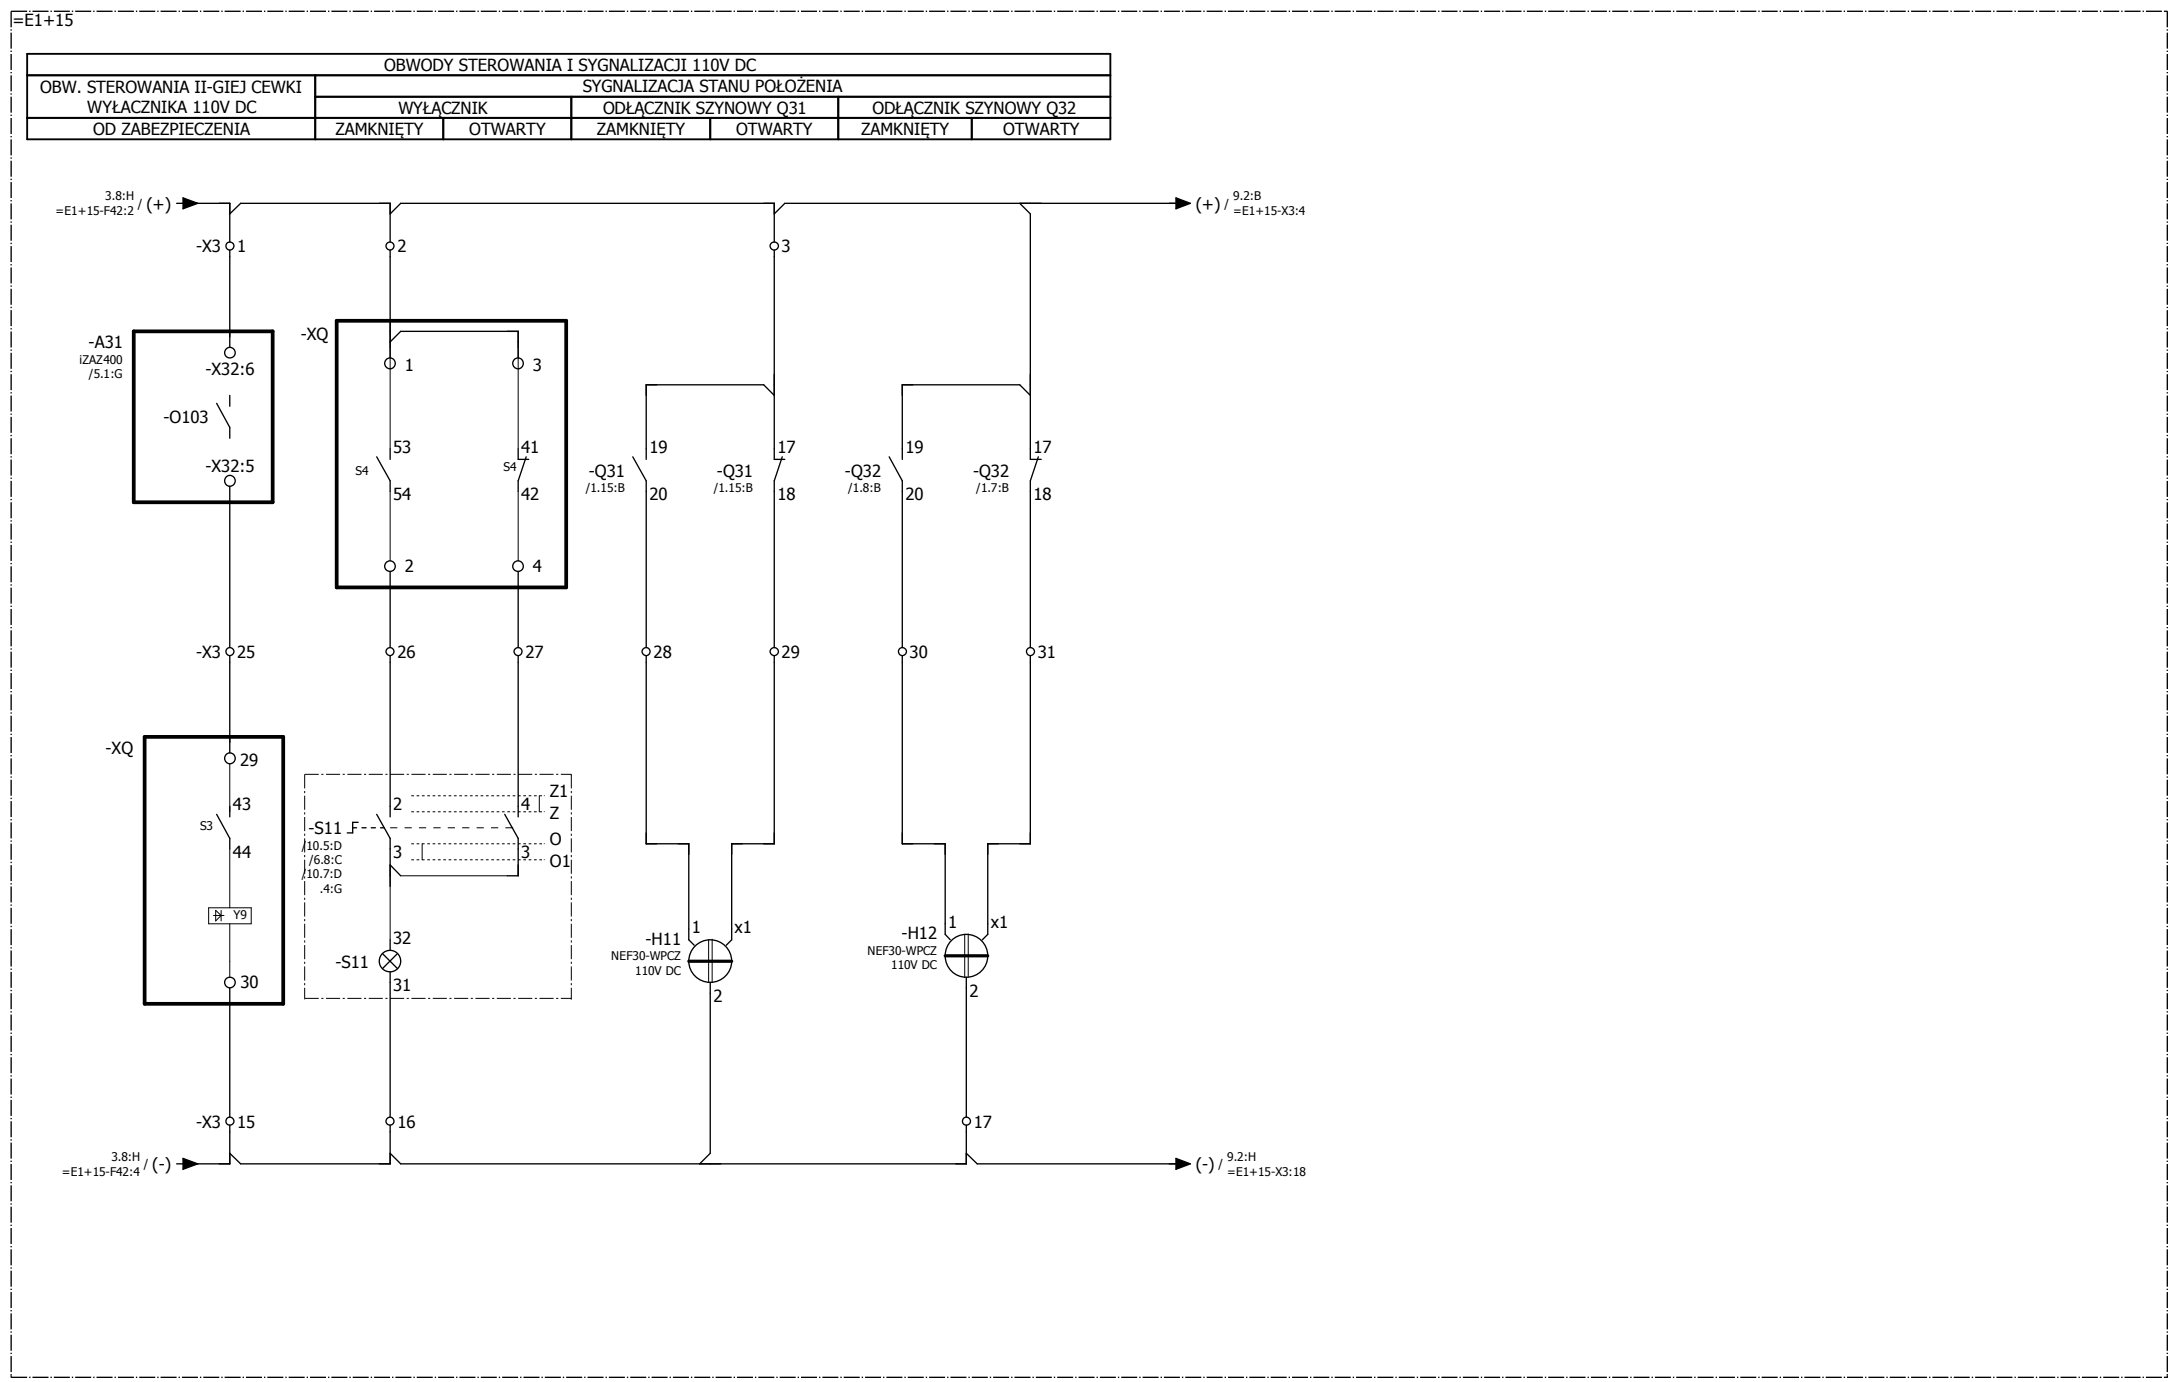 =E1+15
OBWODY STEROWANIA I SYGNALIZACJI 110V DC
OBW. STEROWANIA II-GIEJ CEWKI
WYŁACZNIKA 110V DC
SYGNALIZACJA STANU POŁOŻENIA
WYŁĄCZNIK
ODŁĄCZNIK SZYNOWY Q31
ODŁĄCZNIK SZYNOWY Q32
OD ZABEZPIECZENIA
ZAMKNIĘTY
OTWARTY
ZAMKNIĘTY
OTWARTY
ZAMKNIĘTY
OTWARTY
3.8:H
=E1+15-F42:2 / (+)
(+) / 9.2:B
=E1+15-X3:4
-X3 1
2
3
-A31
iZAZ400
/5.1:G
-X32:6
-O103
-X32:5
-XQ
1
3
53
S4
54
41
S4
42
2
4
19
-Q31
/1.15:B
20
17
-Q31
/1.15:B
18
19
-Q32
/1.8:B
20
17
-Q32
/1.7:B
18
-X3 25
26
27
28
29
30
31
-XQ
29
43
S3
44
Y9
30
2
4
Z1
Z
-S11
O
3
3
O1
/10.5:D
/6.8:C
/10.7:D
.4:G
32
-S11
31
1
x1
-H11
NEF30-WPCZ
110V DC
2
1
x1
-H12
NEF30-WPCZ
110V DC
2
-X3 15
16
17
3.8:H
=E1+15-F42:4 / (-)
(-) / 9.2:H
=E1+15-X3:18